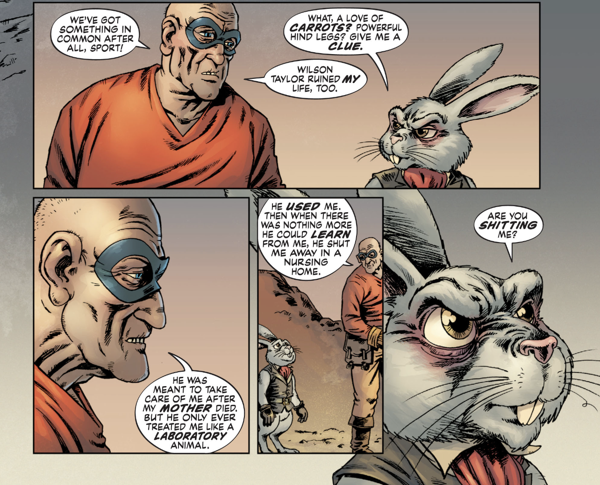 WE'VE GOT
SOMETHING IN
COMMON AFTER
ALL, SPORT!
WHAT, A LOVE OF
CARROTS? POWERFUL
HIND LEGS? GIVE ME A
CLUE.
WILSON
TAYLOR RUINED MY
LIFE, TOO.
HE WAS
MEANT TO TAKE
CARE OF ME AFTER
MY MOTHER DIED.
BUT HE ONLY EVER
TREATED ME LIKE A
LABORATORY
ANIMAL.
HE USED ME.
THEN WHEN THERE
WAS NOTHING MORE
HE COULD LEARN
FROM ME, HE SHUT
ME AWAY IN A
NURSING
HOME.
ARE YOU
SHITTING
ME?